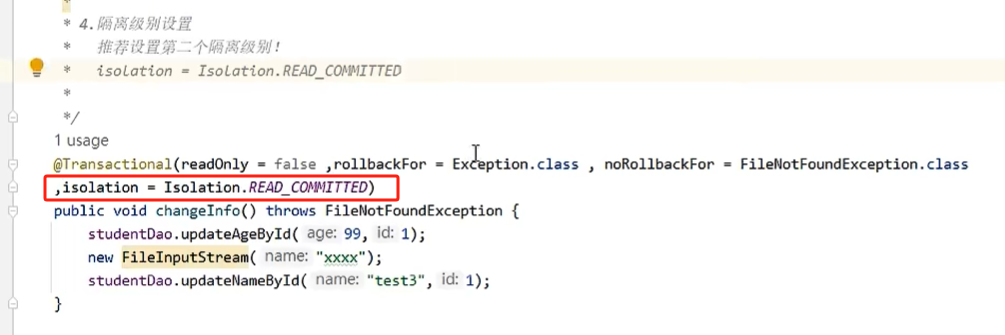 *
* 4.隔离级别设置
*   推荐设置第二个隔离级别!
*   isolation = Isolation.READ_COMMITTED
*
*/
1 usage
@Transactional(readOnly = false ,rollbackFor = Exception.class , noRollbackFor = FileNotFoundException.class
,isolation = Isolation.READ_COMMITTED)
public void changeInfo() throws FileNotFoundException {
    studentDao.updateAgeById( age: 99, id: 1);
    new FileInputStream( name: "xxxx");
    studentDao.updateNameById( name: "test3", id: 1);
}